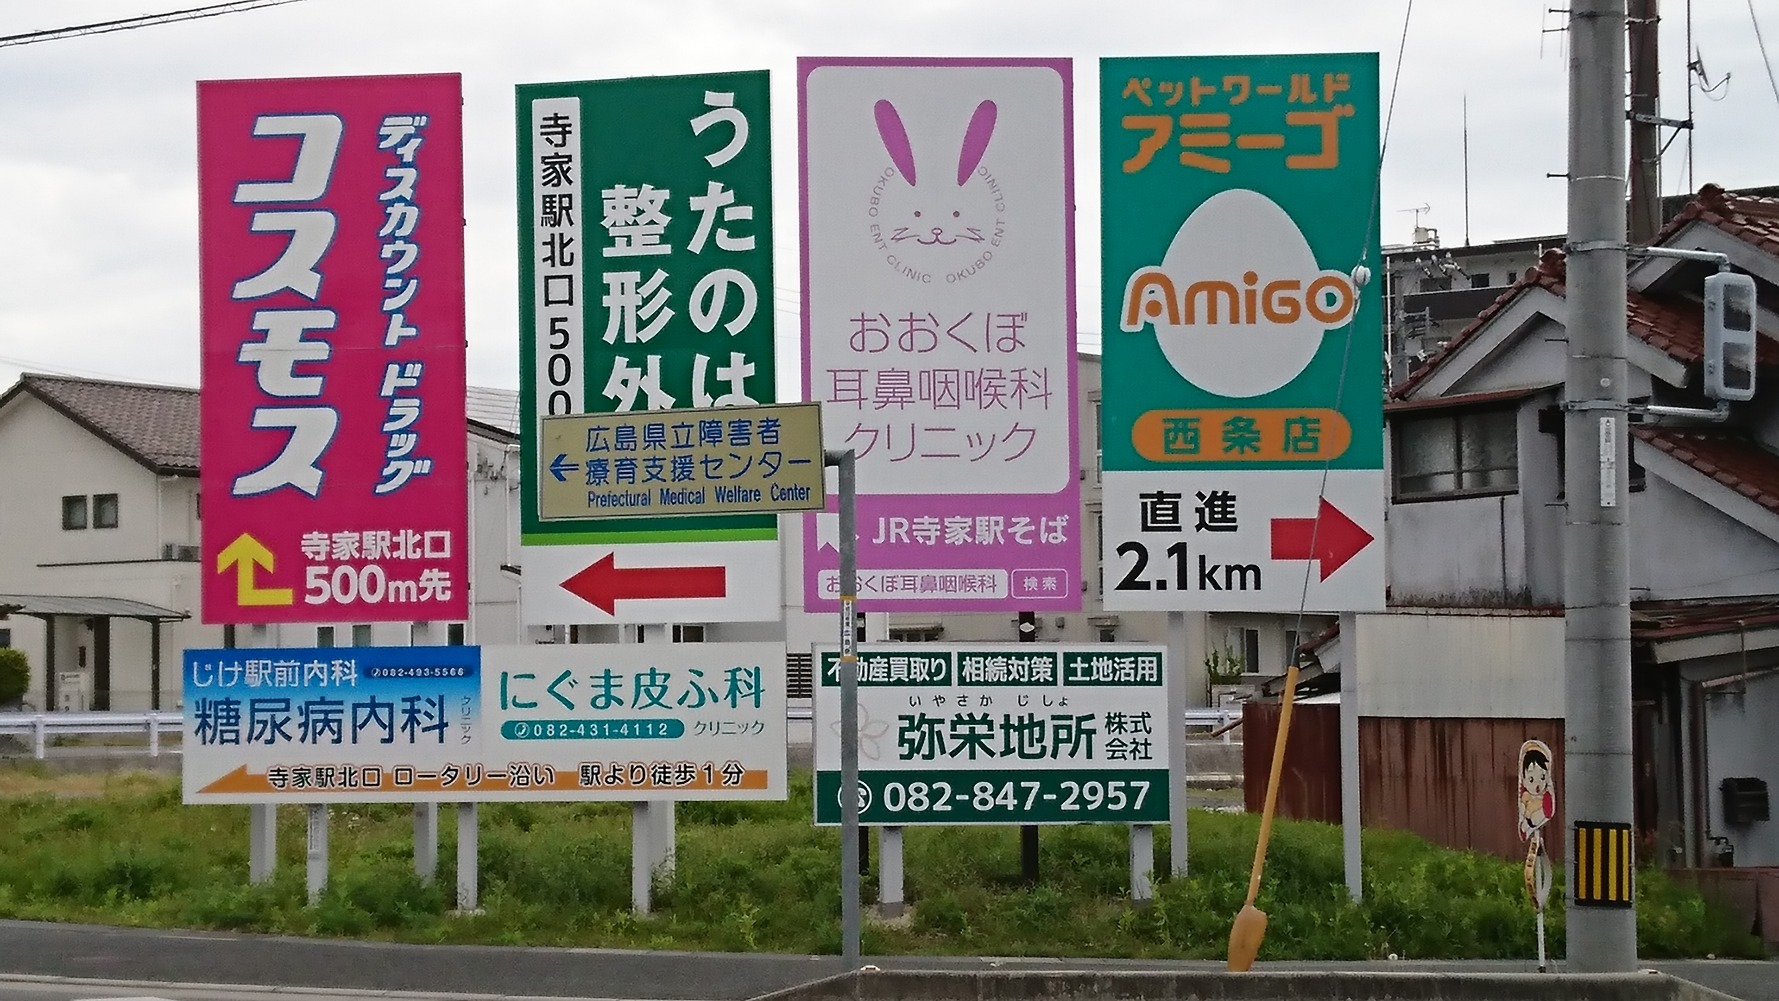 ディスカウント ドラッグ
コスモス
寺家駅北口
500m先
うたのは
整形外
寺家駅北口500
広島県立障害者
療育支援センター
Prefectural Medical Welfare Center
OKUBO ENT CLINIC OKUBO ENT CLINIC
おおくぼ
耳鼻咽喉科
クリニック
JR寺家駅そば
おおくぼ耳鼻咽喉科 検索
ペットワールド
アミーゴ
AMiGO
西条店
直進
2.1km
しげ駅前内科 082-493-5566
糖尿病内科 クリニック
にぐま皮ふ科
082-431-4112 クリニック
寺家駅北口 ロータリー沿い 駅より徒歩1分
不動産買取り 相続対策 土地活用
いやさか じしょ
弥栄地所 株式会社
082-847-2957